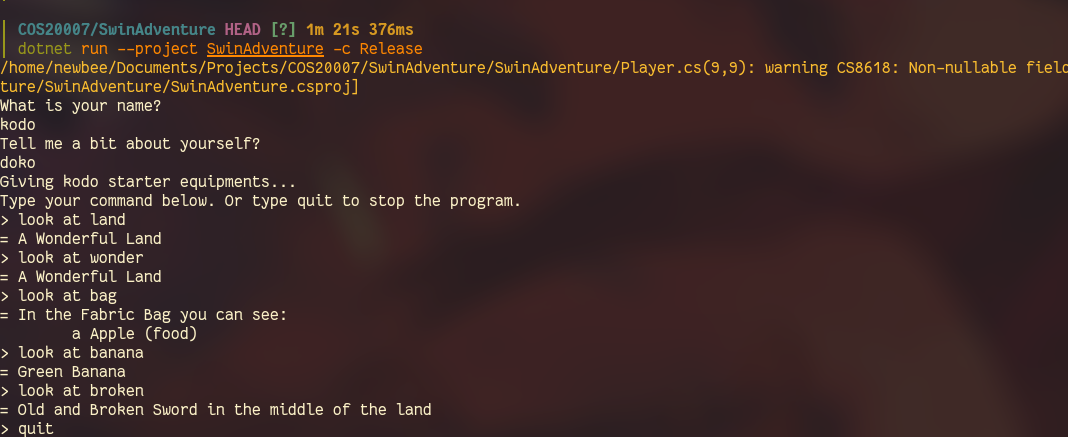 COS20007/SwinAdventure HEAD [?] 1m 21s 376ms
dotnet run --project SwinAdventure -c Release
/home/newbee/Documents/Projects/COS20007/SwinAdventure/SwinAdventure/Player.cs(9,9): warning CS8618: Non-nullable field
ture/SwinAdventure/SwinAdventure.csproj]
What is your name?
kodo
Tell me a bit about yourself?
doko
Giving kodo starter equipments...
Type your command below. Or type quit to stop the program.
> look at land
= A Wonderful Land
> look at wonder
= A Wonderful Land
> look at bag
= In the Fabric Bag you can see:
a Apple (food)
> look at banana
= Green Banana
> look at broken
= Old and Broken Sword in the middle of the land
> quit